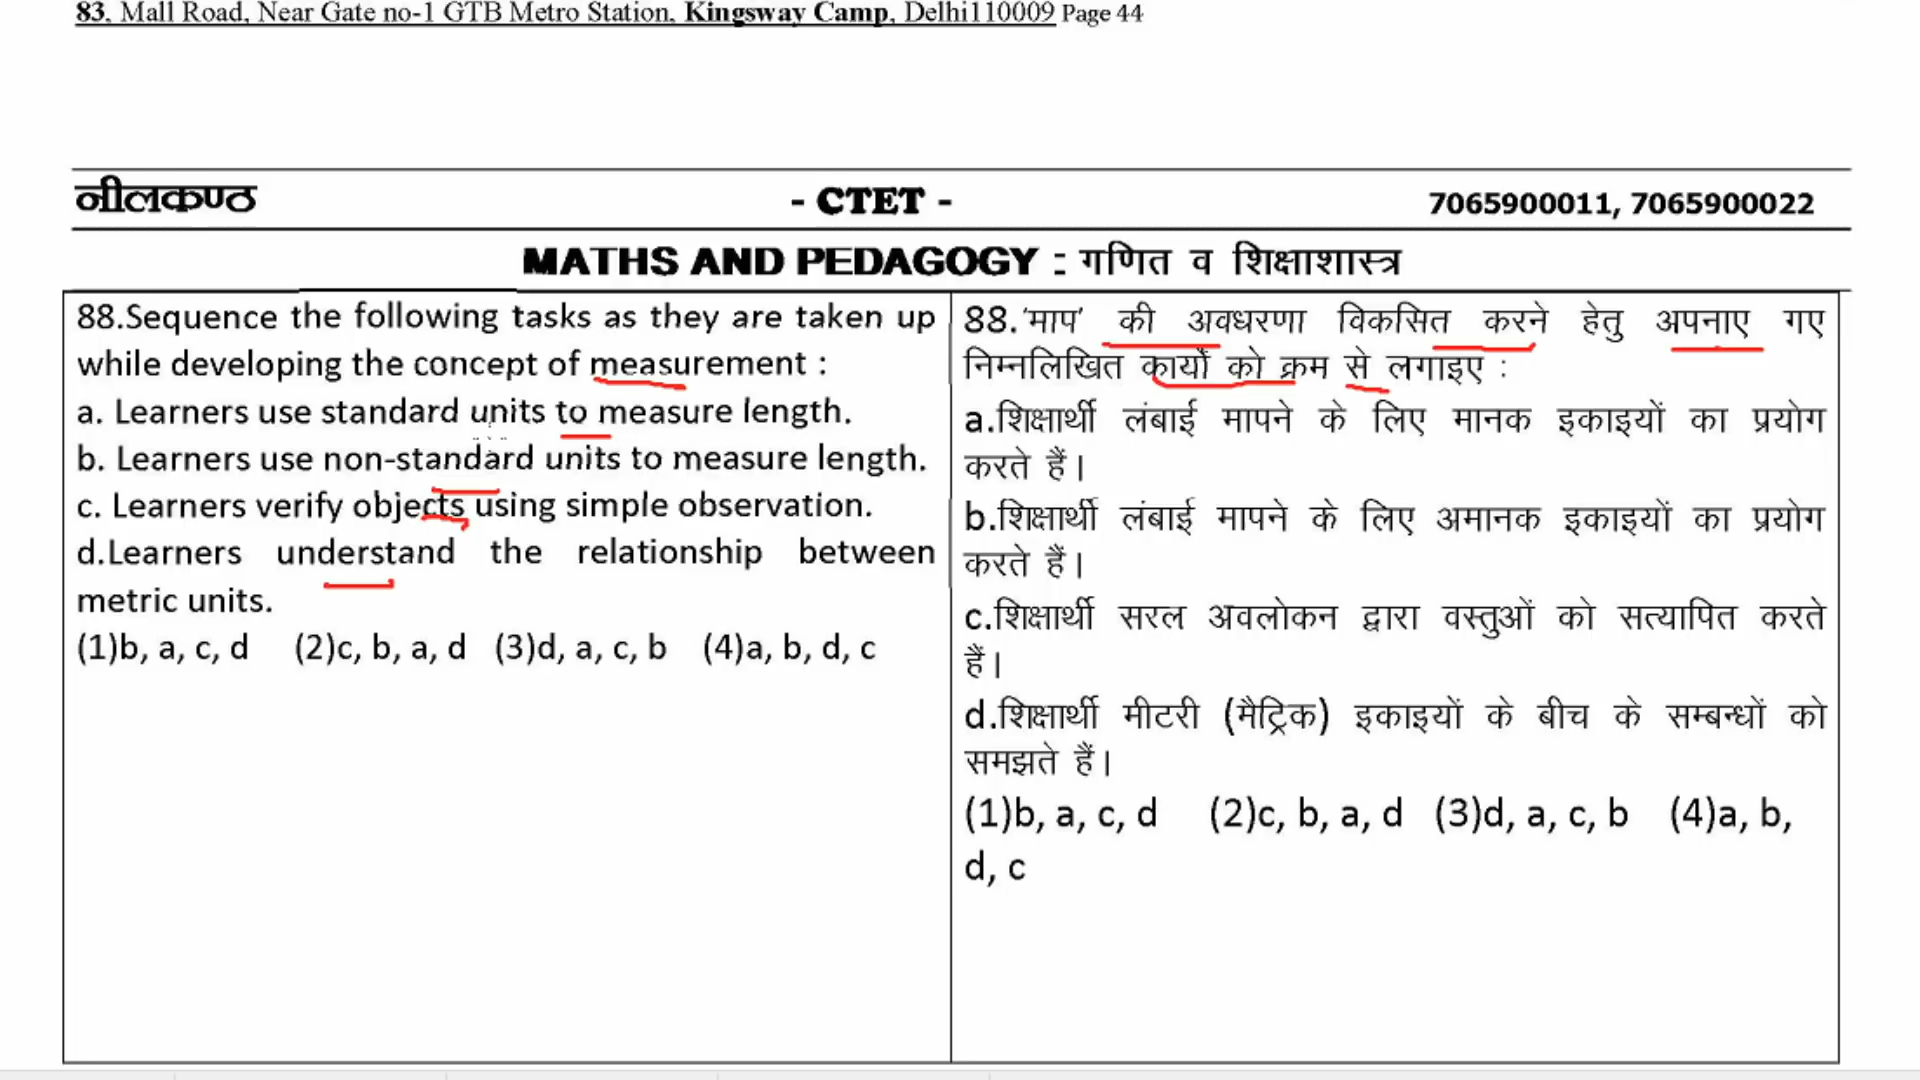 83, Mall Road, Near Gate no-1 GTB Metro Station, Kingsway Camp, Delhi110009 Page 44
नीलकण्ठ - CTET - 7065900011, 7065900022
MATHS AND PEDAGOGY : गणित व शिक्षाशास्त्र
88.Sequence the following tasks as they are taken up
while developing the concept of measurement :
a. Learners use standard units to measure length.
b. Learners use non-standard units to measure length.
c. Learners verify objects using simple observation.
d.Learners understand the relationship between
metric units.
(1)b, a, c, d (2)c, b, a, d (3)d, a, c, b (4)a, b, d, c
88.'माप' की अवधरणा विकसित करने हेतु अपनाए गए
निम्नलिखित कार्यों को क्रम से लगाइए :
a.शिक्षार्थी लंबाई मापने के लिए मानक इकाइयों का प्रयोग
करते हैं।
b.शिक्षार्थी लंबाई मापने के लिए अमानक इकाइयों का प्रयोग
करते हैं।
c.शिक्षार्थी सरल अवलोकन द्वारा वस्तुओं को सत्यापित करते
हैं।
d.शिक्षार्थी मीटरी (मैट्रिक) इकाइयों के बीच के सम्बन्धों को
समझते हैं।
(1)b, a, c, d (2)c, b, a, d (3)d, a, c, b (4)a, b,
d, c